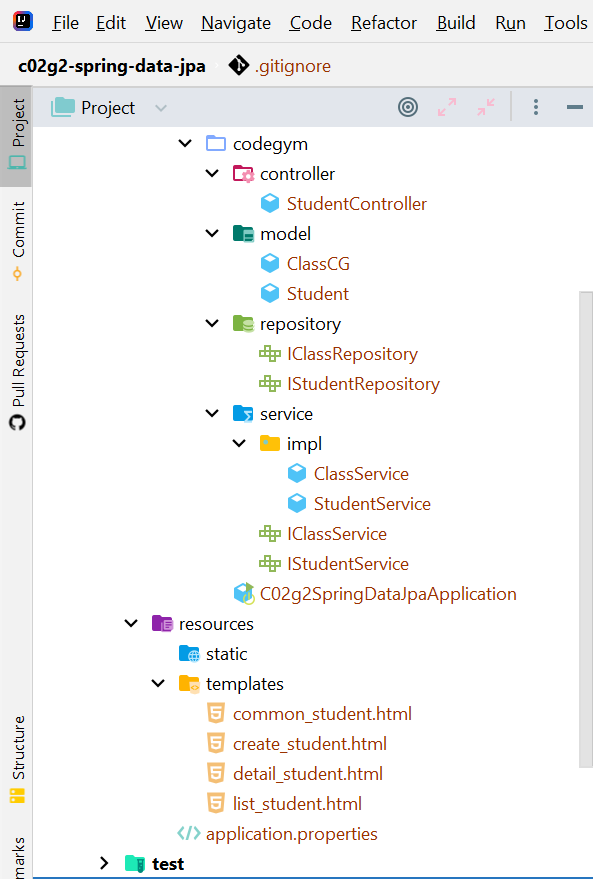 File Edit View Navigate Code Refactor Build Run Tools
c02g2-spring-data-jpa .gitignore
Project
Project
codegym
controller
StudentController
model
ClassCG
Student
repository
IClassRepository
IStudentRepository
service
impl
ClassService
StudentService
IClassService
IStudentService
C02g2SpringDataJpaApplication
resources
static
templates
common_student.html
create_student.html
detail_student.html
list_student.html
application.properties
test
Commit
Pull Requests
Structure
marks